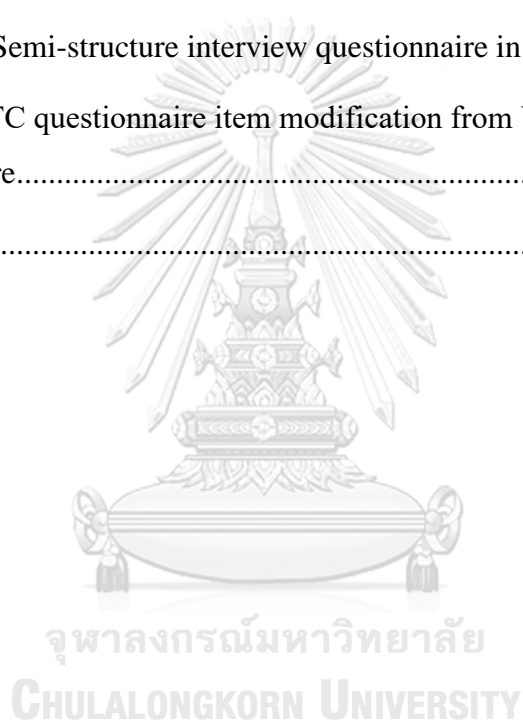 Semi-structure interview questionnaire in
TC questionnaire item modification from
re..............................................................................
..................................................................................
จุฬาลงกรณ์มหาวิทยาลัย
CHULALONGKORN UNIVERSITY